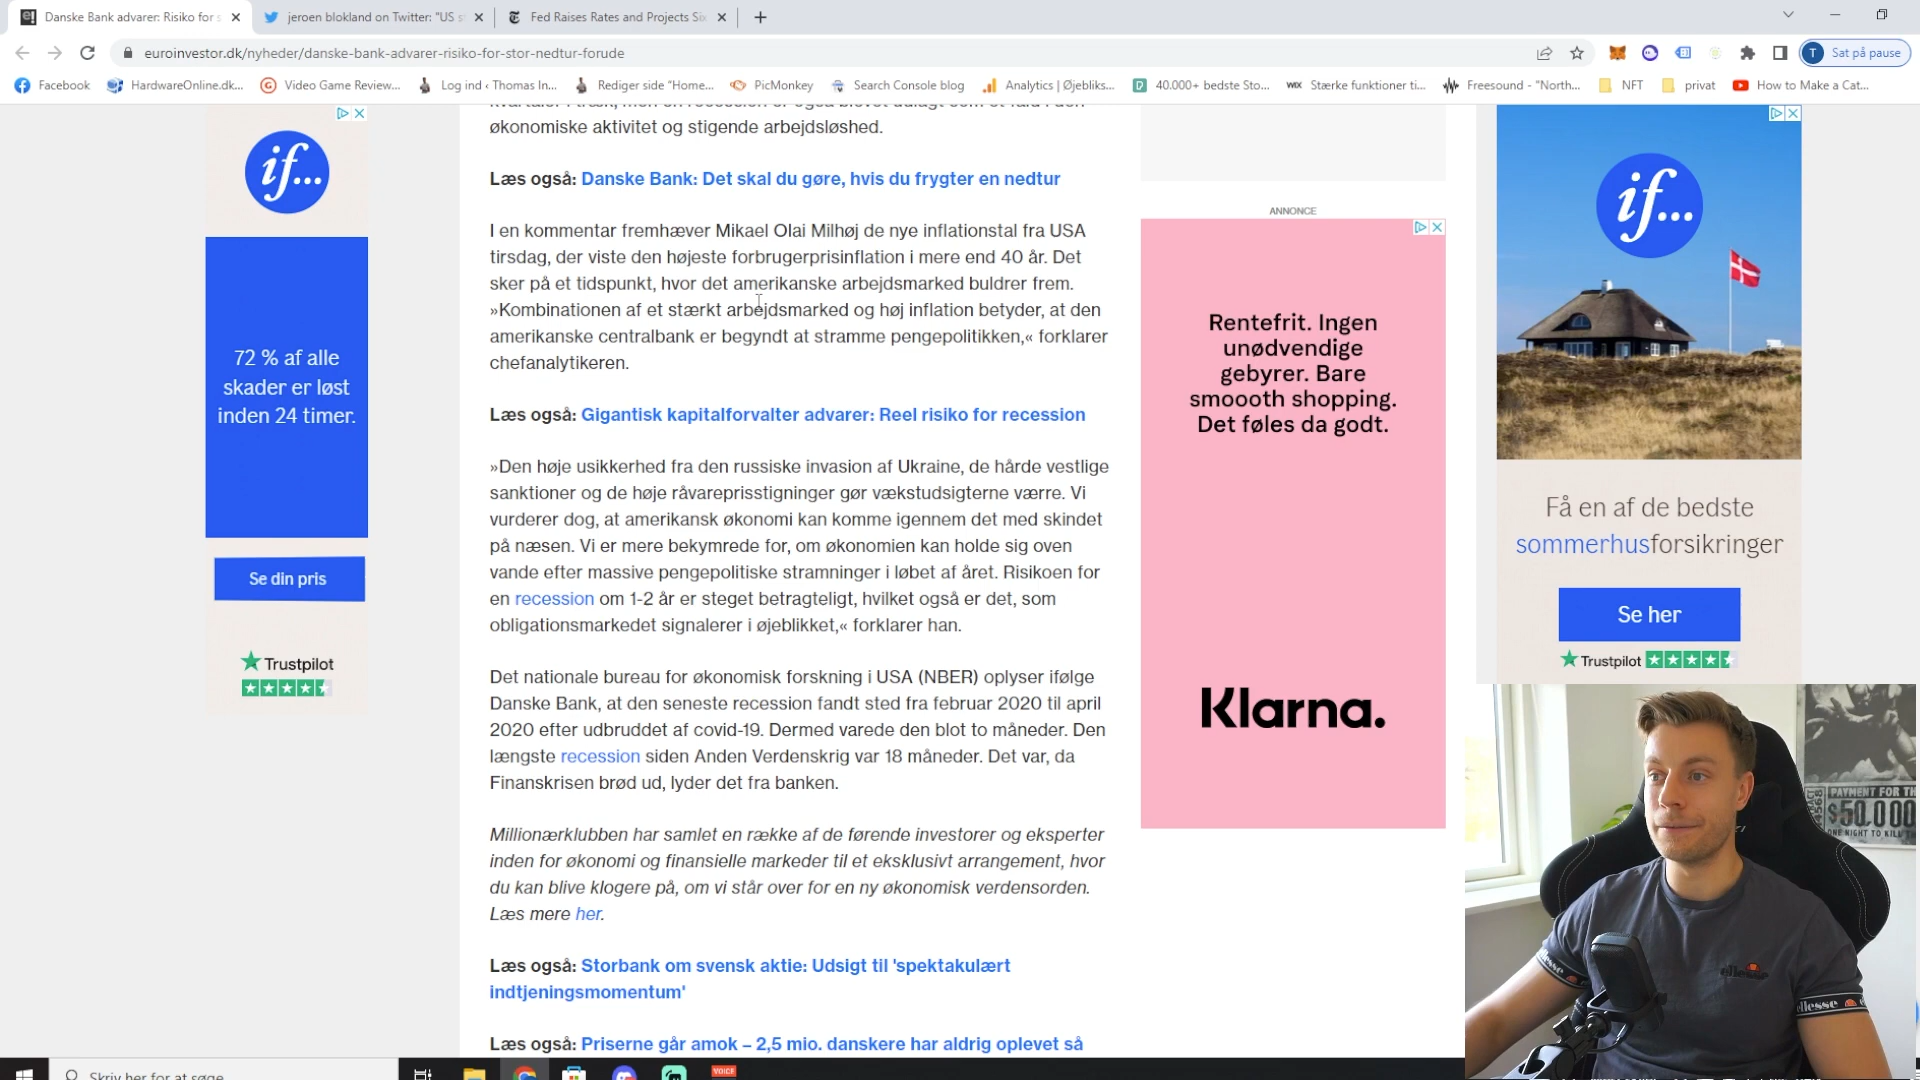 Danske Bank advarer: Risiko for s
jeroen blokland on Twitter: "US st
Fed Raises Rates and Projects Six
euroinvestor.dk/nyheder/danske-bank-advarer-risiko-for-stor-nedtur-forude
T Sat på pause
Facebook
HardwareOnline.dk...
Video Game Review...
Log ind ‹ Thomas In...
Rediger side "Home...
PicMonkey
Search Console blog
Analytics | Øjebliks...
40.000+ bedste Sto...
WIX Stærke funktioner ti...
Freesound - "North...
NFT
privat
How to Make a Cat...
økonomiske aktivitet og stigende arbejdsløshed.
Læs også: Danske Bank: Det skal du gøre, hvis du frygter en nedtur
I en kommentar fremhæver Mikael Olai Milhøj de nye inflationstal fra USA
tirsdag, der viste den højeste forbrugerprisinflation i mere end 40 år. Det
sker på et tidspunkt, hvor det amerikanske arbejdsmarked buldrer frem.
»Kombinationen af et stærkt arbejdsmarked og høj inflation betyder, at den
amerikanske centralbank er begyndt at stramme pengepolitikken,« forklarer
chefanalytikeren.
Læs også: Gigantisk kapitalforvalter advarer: Reel risiko for recession
»Den høje usikkerhed fra den russiske invasion af Ukraine, de hårde vestlige
sanktioner og de høje råvareprisstigninger gør vækstudsigterne værre. Vi
vurderer dog, at amerikansk økonomi kan komme igennem det med skindet
på næsen. Vi er mere bekymrede for, om økonomien kan holde sig oven
vande efter massive pengepolitiske stramninger i løbet af året. Risikoen for
en recession om 1-2 år er steget betragteligt, hvilket også er det, som
obligationsmarkedet signalerer i øjeblikket,« forklarer han.
Det nationale bureau for økonomisk forskning i USA (NBER) oplyser ifølge
Danske Bank, at den seneste recession fandt sted fra februar 2020 til april
2020 efter udbruddet af covid-19. Dermed varede den blot to måneder. Den
længste recession siden Anden Verdenskrig var 18 måneder. Det var, da
Finanskrisen brød ud, lyder det fra banken.
Millionærklubben har samlet en række af de førende investorer og eksperter
inden for økonomi og finansielle markeder til et eksklusivt arrangement, hvor
du kan blive klogere på, om vi står over for en ny økonomisk verdensorden.
Læs mere her.
Læs også: Storbank om svensk aktie: Udsigt til 'spektakulært
indtjeningsmomentum'
Læs også: Priserne går amok – 2,5 mio. danskere har aldrig oplevet så
if...
72 % af alle
skader er løst
inden 24 timer.
Se din pris
Trustpilot
ANNONCE
Rentefrit. Ingen
unødvendige
gebyrer. Bare
smoooth shopping.
Det føles da godt.
Klarna.
if...
Få en af de bedste
sommerhusforsikringer
Se her
Trustpilot
PAYMENT FOR TH
$50.000
ONE NIGHT TO KILL
ellesse
ellesse
Skriv her for at søge
VOICE